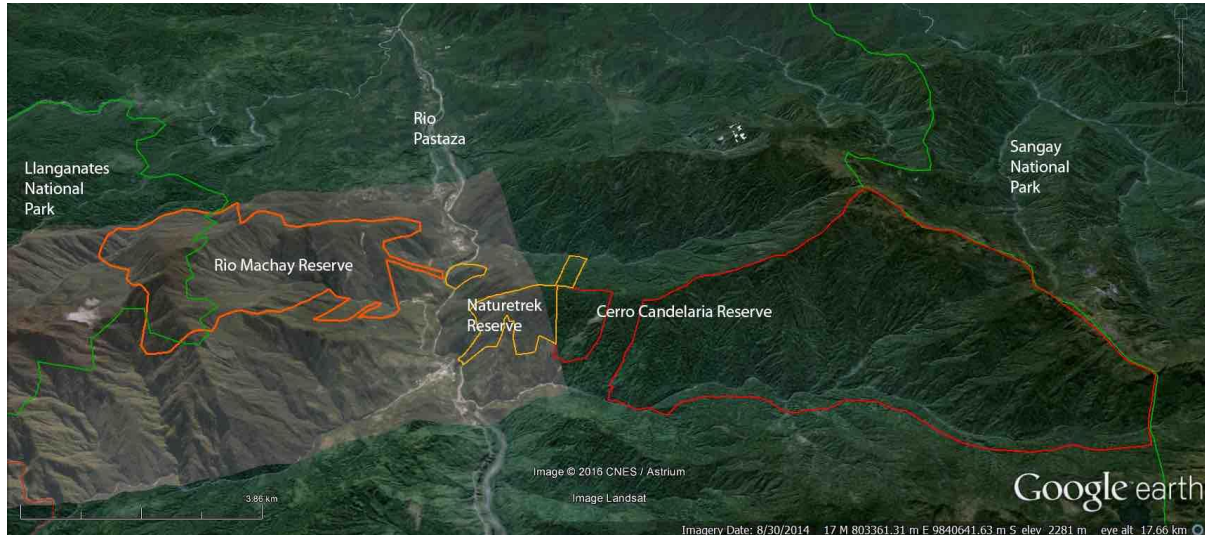 Rio
Pastaza
Llanganates
National
Park
Sangay
National
Park
Rio Machay Reserve
Naturetrek
Reserve
Cerro Candelaria Reserve
Image © 2016 CNES / Astrium
Image Landsat
3.86 km
Google earth
Imagery Date: 8/30/2014 17 M 803361.31 m E 9840641.63 m S elev 2281 m eye alt 17.66 km